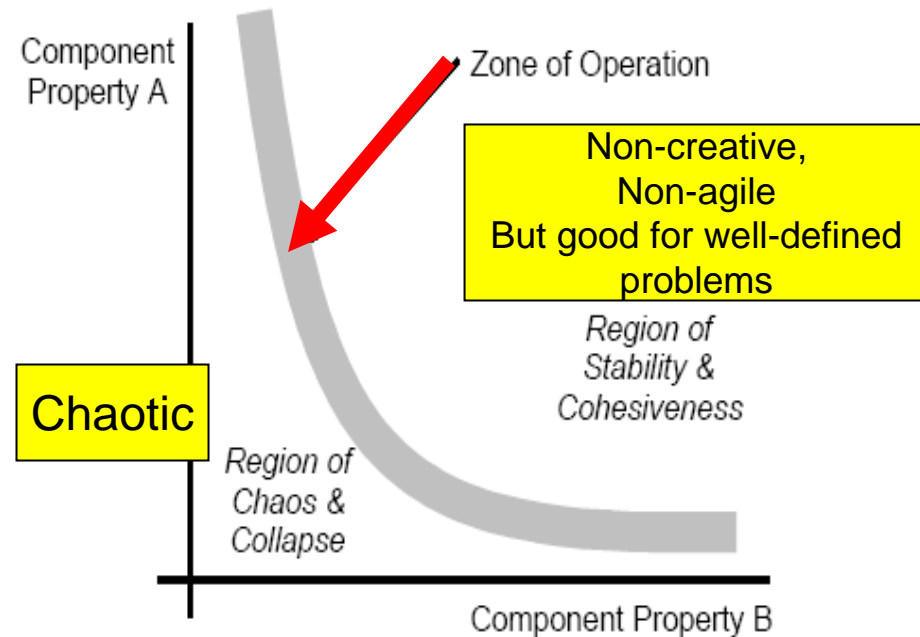 Component
Property A
Zone of Operation
Non-creative,
Non-agile
But good for well-defined
problems
Region of
Stability &
Cohesiveness
Chaotic
Region of
Chaos &
Collapse
Component Property B